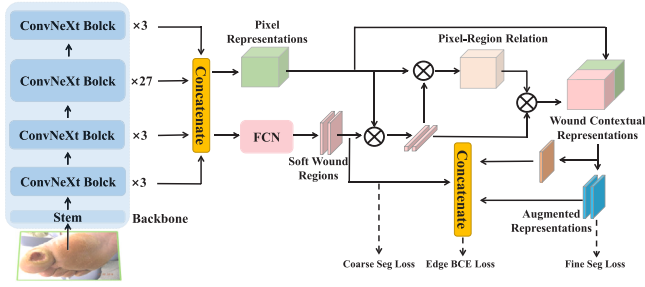 ConvNeXt Bolck
×3
ConvNeXt Bolck
×27
ConvNeXt Bolck
×3
ConvNeXt Bolck
×3
Stem
Backbone
Concatenate
Pixel
Representations
FCN
Soft Wound
Regions
Pixel-Region Relation
Wound Contextual
Representations
Concatenate
Augmented
Representations
Coarse Seg Loss
Edge BCE Loss
Fine Seg Loss